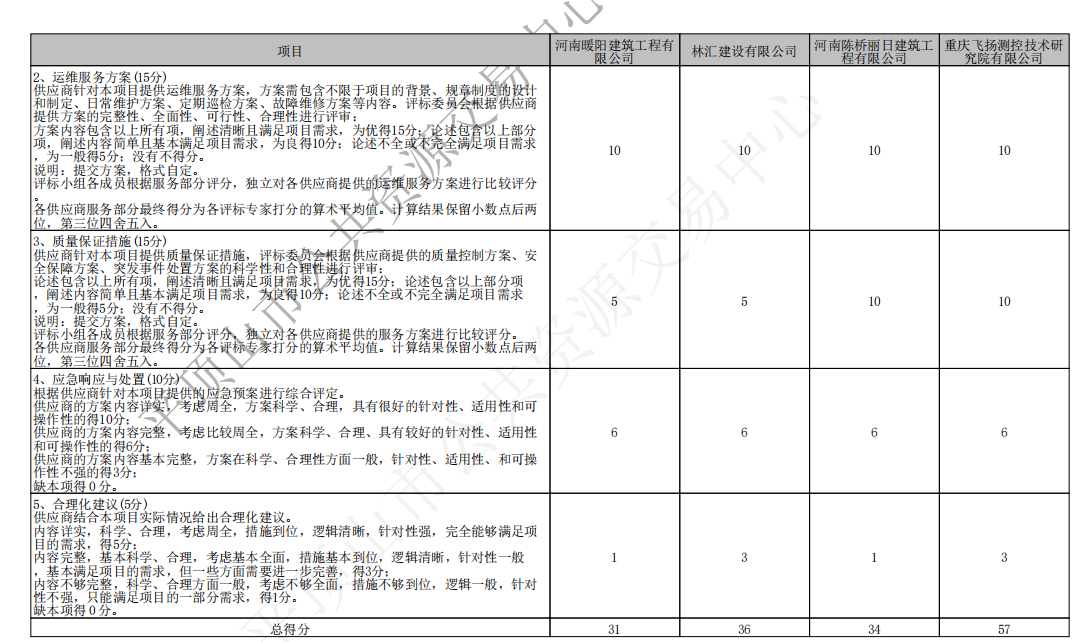 项目
河南暖阳建筑工程有限公司
林汇建设有限公司
河南陈桥丽日建筑工程有限公司
重庆飞扬测控技术研究院有限公司
2、运维服务方案(15分)
供应商针对本项目提供运维服务方案，方案需包含不限于项目的背景、规章制度的设计
和制定、日常维护方案、定期巡检方案、故障维修方案等内容。评标委员会根据供应商
提供方案的完整性、全面性、可行性、合理性进行评审：
方案内容包含以上所有项，阐述清晰且满足项目需求，为优得15分；论述包含以上部分
项，阐述内容简单且基本满足项目需求，为良得10分；论述不全或不完全满足项目需求
，为一般得5分；没有不得分。
说明：提交方案，格式自定。
评标小组各成员根据服务部分评分，独立对各供应商提供的运维服务方案进行比较评分
。
各供应商服务部分最终得分为各评标专家打分的算术平均值。计算结果保留小数点后两
位，第三位四舍五入。
10
10
10
10
3、质量保证措施(15分)
供应商针对本项目提供质量保证措施，评标委员会根据供应商提供的质量控制方案、安
全保障方案、突发事件处置方案的科学性和合理性进行评审：
论述包含以上所有项，阐述清晰且满足项目需求，为优得15分；论述包含以上部分项
，阐述内容简单且基本满足项目需求，为良得10分；论述不全或不完全满足项目需求
，为一般得5分；没有不得分。
说明：提交方案，格式自定。
评标小组各成员根据服务部分评分，独立对各供应商提供的服务方案进行比较评分。
各供应商服务部分最终得分为各评标专家打分的算术平均值。计算结果保留小数点后两
位，第三位四舍五入。
5
5
10
10
4、应急响应与处置(10分)
根据供应商针对本项目提供的应急预案进行综合评定。
供应商的方案内容详实，考虑周全，方案科学、合理，具有很好的针对性、适用性和可
操作性的得10分；
供应商的方案内容完整，考虑比较周全，方案科学、合理、具有较好的针对性、适用性
和可操作性的得6分；
供应商的方案内容基本完整，方案在科学、合理性方面一般，针对性、适用性、和可操
作性不强的得3分；
缺本项得０分。
6
6
6
6
5、合理化建议(5分)
供应商结合本项目实际情况给出合理化建议。
内容详实，科学、合理，考虑周全，措施到位，逻辑清晰，针对性强，完全能够满足项
目的需求，得5分；
内容完整，基本科学、合理，考虑基本全面，措施基本到位，逻辑清晰，针对性一般
，基本满足项目的需求，但一些方面需要进一步完善，得3分；
内容不够完整，科学、合理方面一般，考虑不够全面，措施不够到位，逻辑一般，针对
性不强，只能满足项目的一部分需求，得1分。
缺本项得０分。
1
3
1
3
总得分
31
36
34
57
平顶山市公共资源交易中心
平顶山市公共资源交易中心